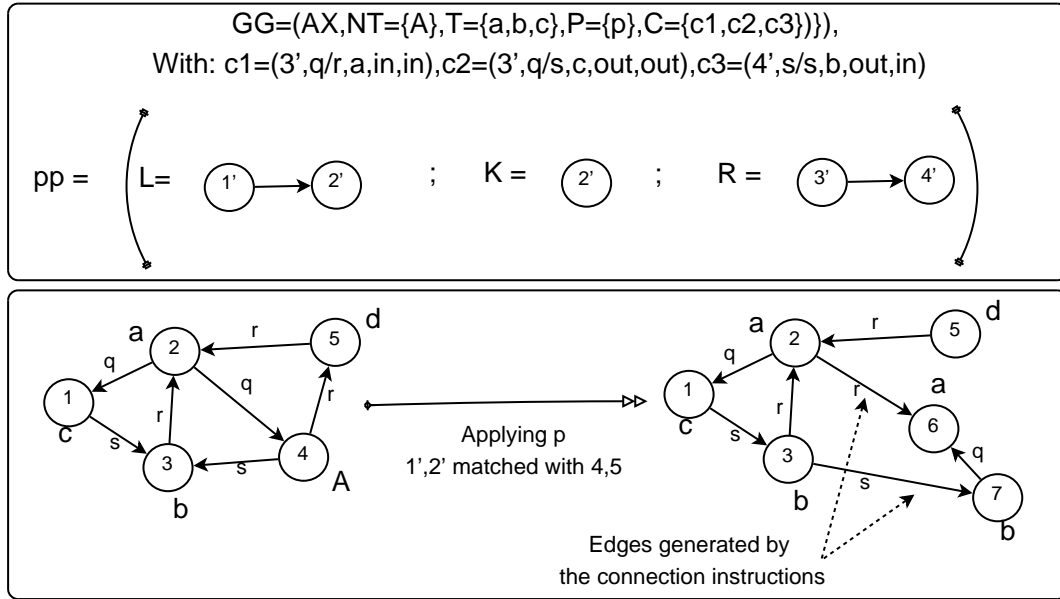 GG=(AX,NT={A},T={a,b,c},P={p},C={c1,c2,c3})}),
With: c1=(3',q/r,a,in,in),c2=(3',q/s,c,out,out),c3=(4',s/s,b,out,in)
pp = L= 1' 2' ; K = 2' ; R = 3' 4'
a 2 r 5 d
q q r
1 c s r
3 b s 4 A
Applying p
1',2' matched with 4,5
a 2 r 5 d
q r a
1 c s r 6
3 b s q 7 b
Edges generated by
the connection instructions